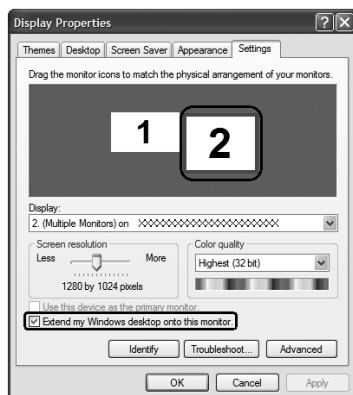 Display Properties
Themes Desktop Screen Saver Appearance Settings
Drag the monitor icons to match the physical arrangement of your monitors.
1 2
Display:
2. (Multiple Monitors) on XXXXXXXXXXXXXXXXXXXXXXX
Screen resolution
Less More
1280 by 1024 pixels
Color quality
Highest (32 bit)
Use this device as the primary monitor.
Extend my Windows desktop onto this monitor.
Identify Troubleshoot... Advanced
OK Cancel Apply